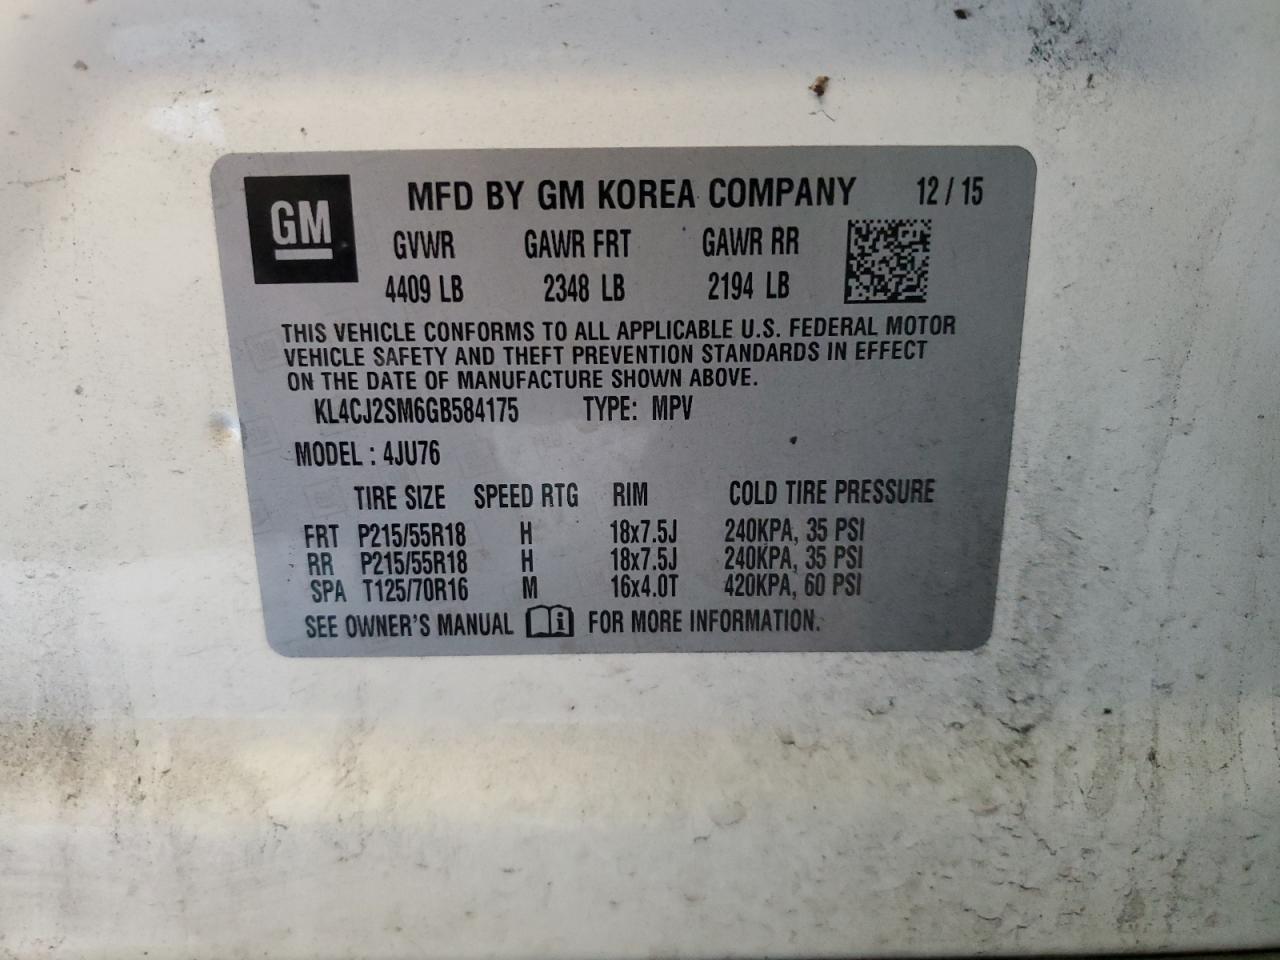 GM
MFD BY GM KOREA COMPANY 12 / 15
GVWR GAWR FRT GAWR RR
4409 LB 2348 LB 2194 LB
THIS VEHICLE CONFORMS TO ALL APPLICABLE U.S. FEDERAL MOTOR
VEHICLE SAFETY AND THEFT PREVENTION STANDARDS IN EFFECT
ON THE DATE OF MANUFACTURE SHOWN ABOVE.
KL4CJ2SM6GB584175 TYPE: MPV
MODEL : 4JU76
TIRE SIZE SPEED RTG RIM COLD TIRE PRESSURE
FRT P215/55R18 H 18x7.5J 240KPA, 35 PSI
RR P215/55R18 H 18x7.5J 240KPA, 35 PSI
SPA T125/70R16 M 16x4.0T 420KPA, 60 PSI
SEE OWNER'S MANUAL i FOR MORE INFORMATION.